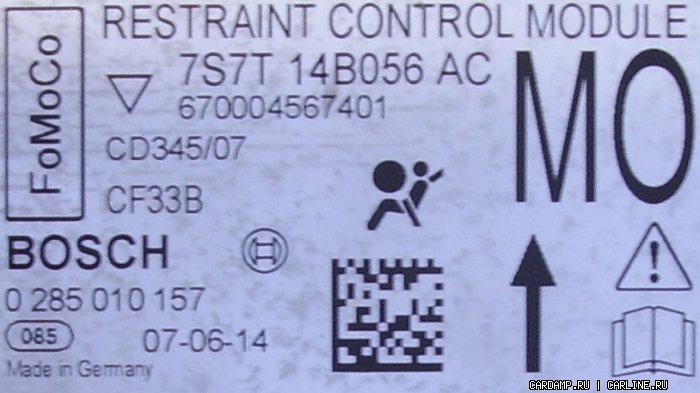 RESTRAINT CONTROL MODULE
FoMoCo
7S7T 14B056 AC
670004567401
MO
CD345/07
CF33B
BOSCH
0 285 010 157
085
07-06-14
Made in Germany
CARDAMP.RU | CARLINE.RU